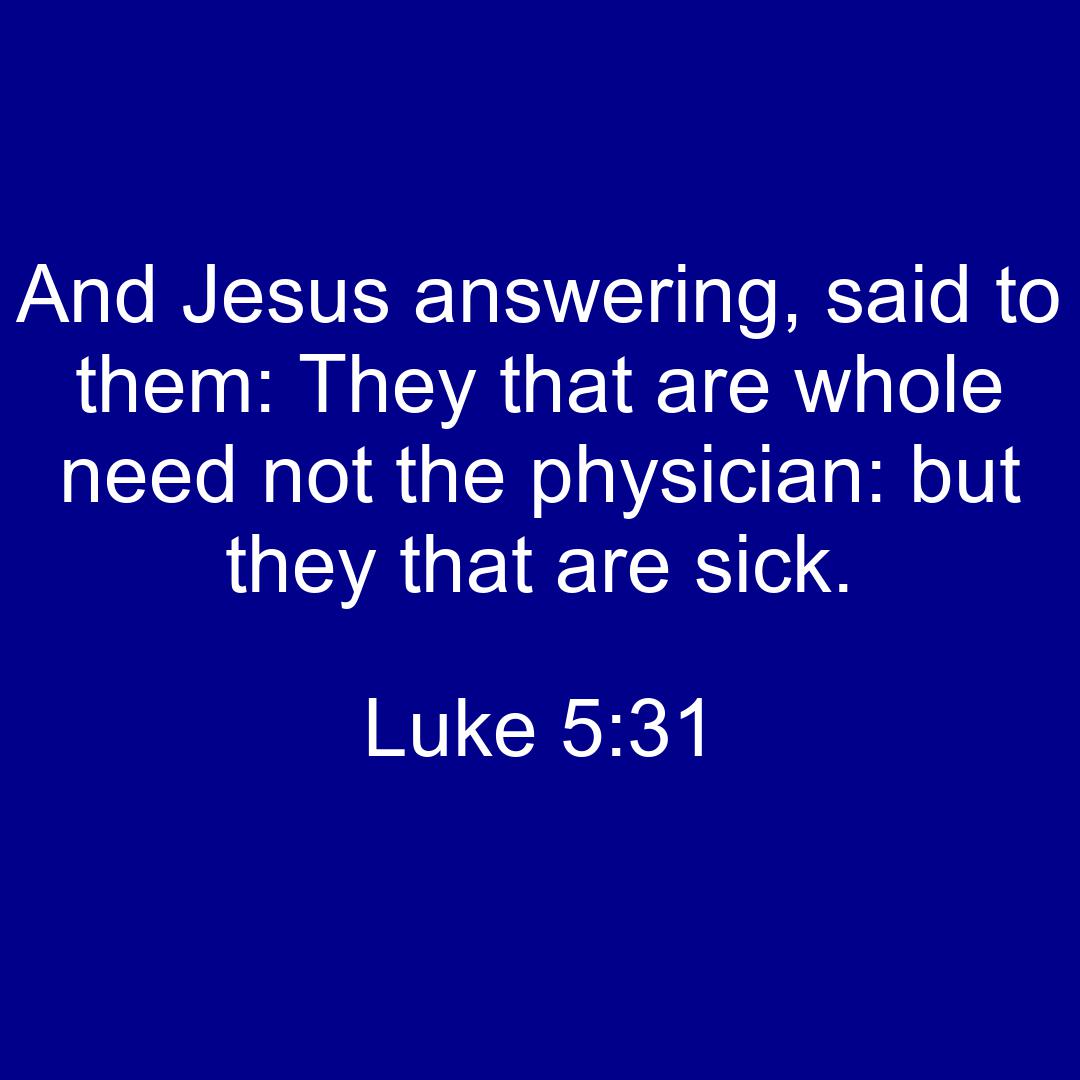 And Jesus answering, said to
them: They that are whole
need not the physician: but
they that are sick.
Luke 5:31